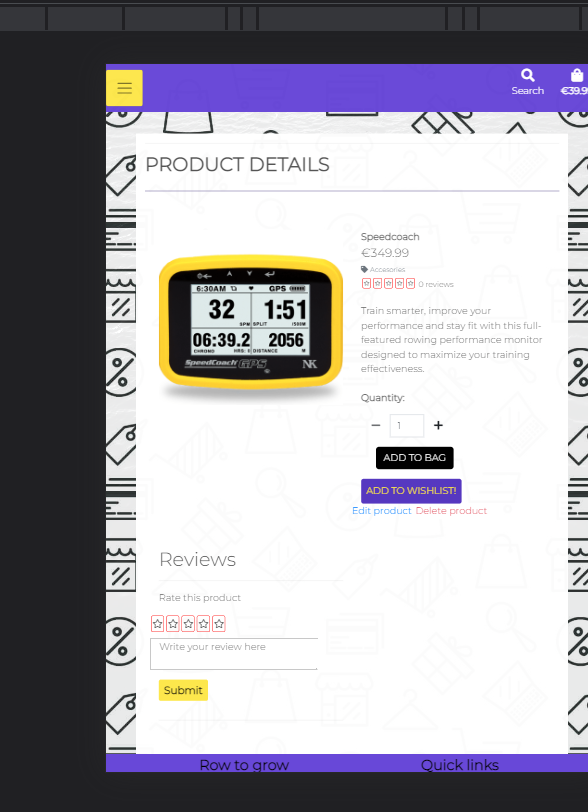 Search
€39.9
PRODUCT DETAILS
Speedcoach
€349.99
Accesories
0 reviews
6:30AM GPS
32 1:51
SPM SPLIT /500M
06:39.2 2056
CHRONO HRS: DISTANCE M
SpeedCoach GPS NK
Train smarter, improve your
performance and stay fit with this full-
featured rowing performance monitor
designed to maximize your training
effectiveness.
Quantity:
− 1 +
ADD TO BAG
ADD TO WISHLIST!
Edit product Delete product
Reviews
Rate this product
Write your review here
Submit
Row to grow
Quick links